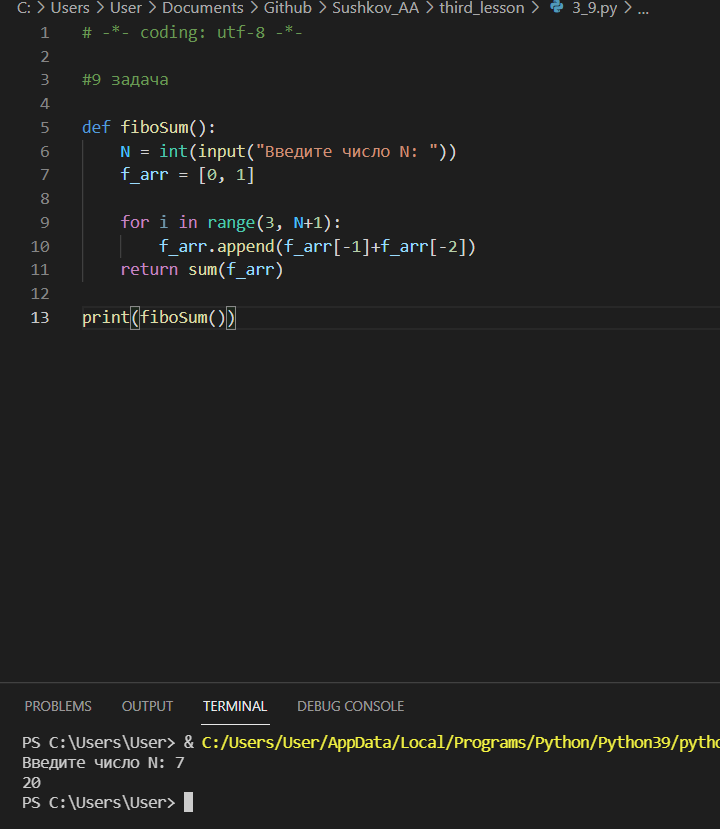 C: > Users > User > Documents > Github > Sushkov_AA > third_lesson > 3_9.py > ...
1 # -*- coding: utf-8 -*-
2
3 #9 задача
4
5 def fiboSum():
6     N = int(input("Введите число N: "))
7     f_arr = [0, 1]
8
9     for i in range(3, N+1):
10         f_arr.append(f_arr[-1]+f_arr[-2])
11     return sum(f_arr)
12
13 print(fiboSum())
PROBLEMS OUTPUT TERMINAL DEBUG CONSOLE
PS C:\Users\User> & C:/Users/User/AppData/Local/Programs/Python/Python39/pytho
Введите число N: 7
20
PS C:\Users\User>